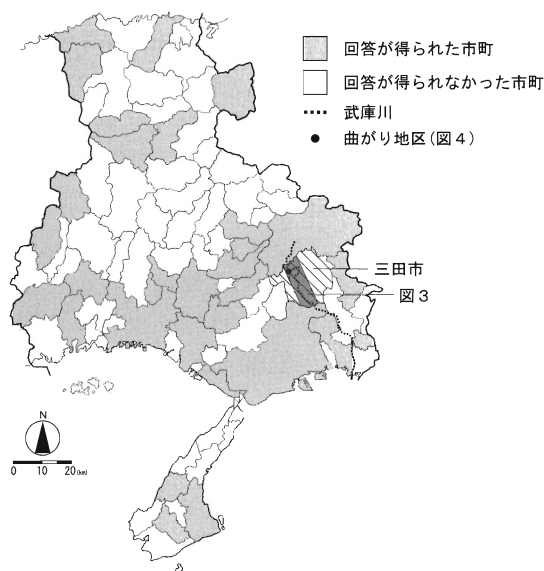 回答が得られた市町
回答が得られなかった市町
武庫川
曲がり地区(図4)
三田市
図3
N
0 10 20(km)